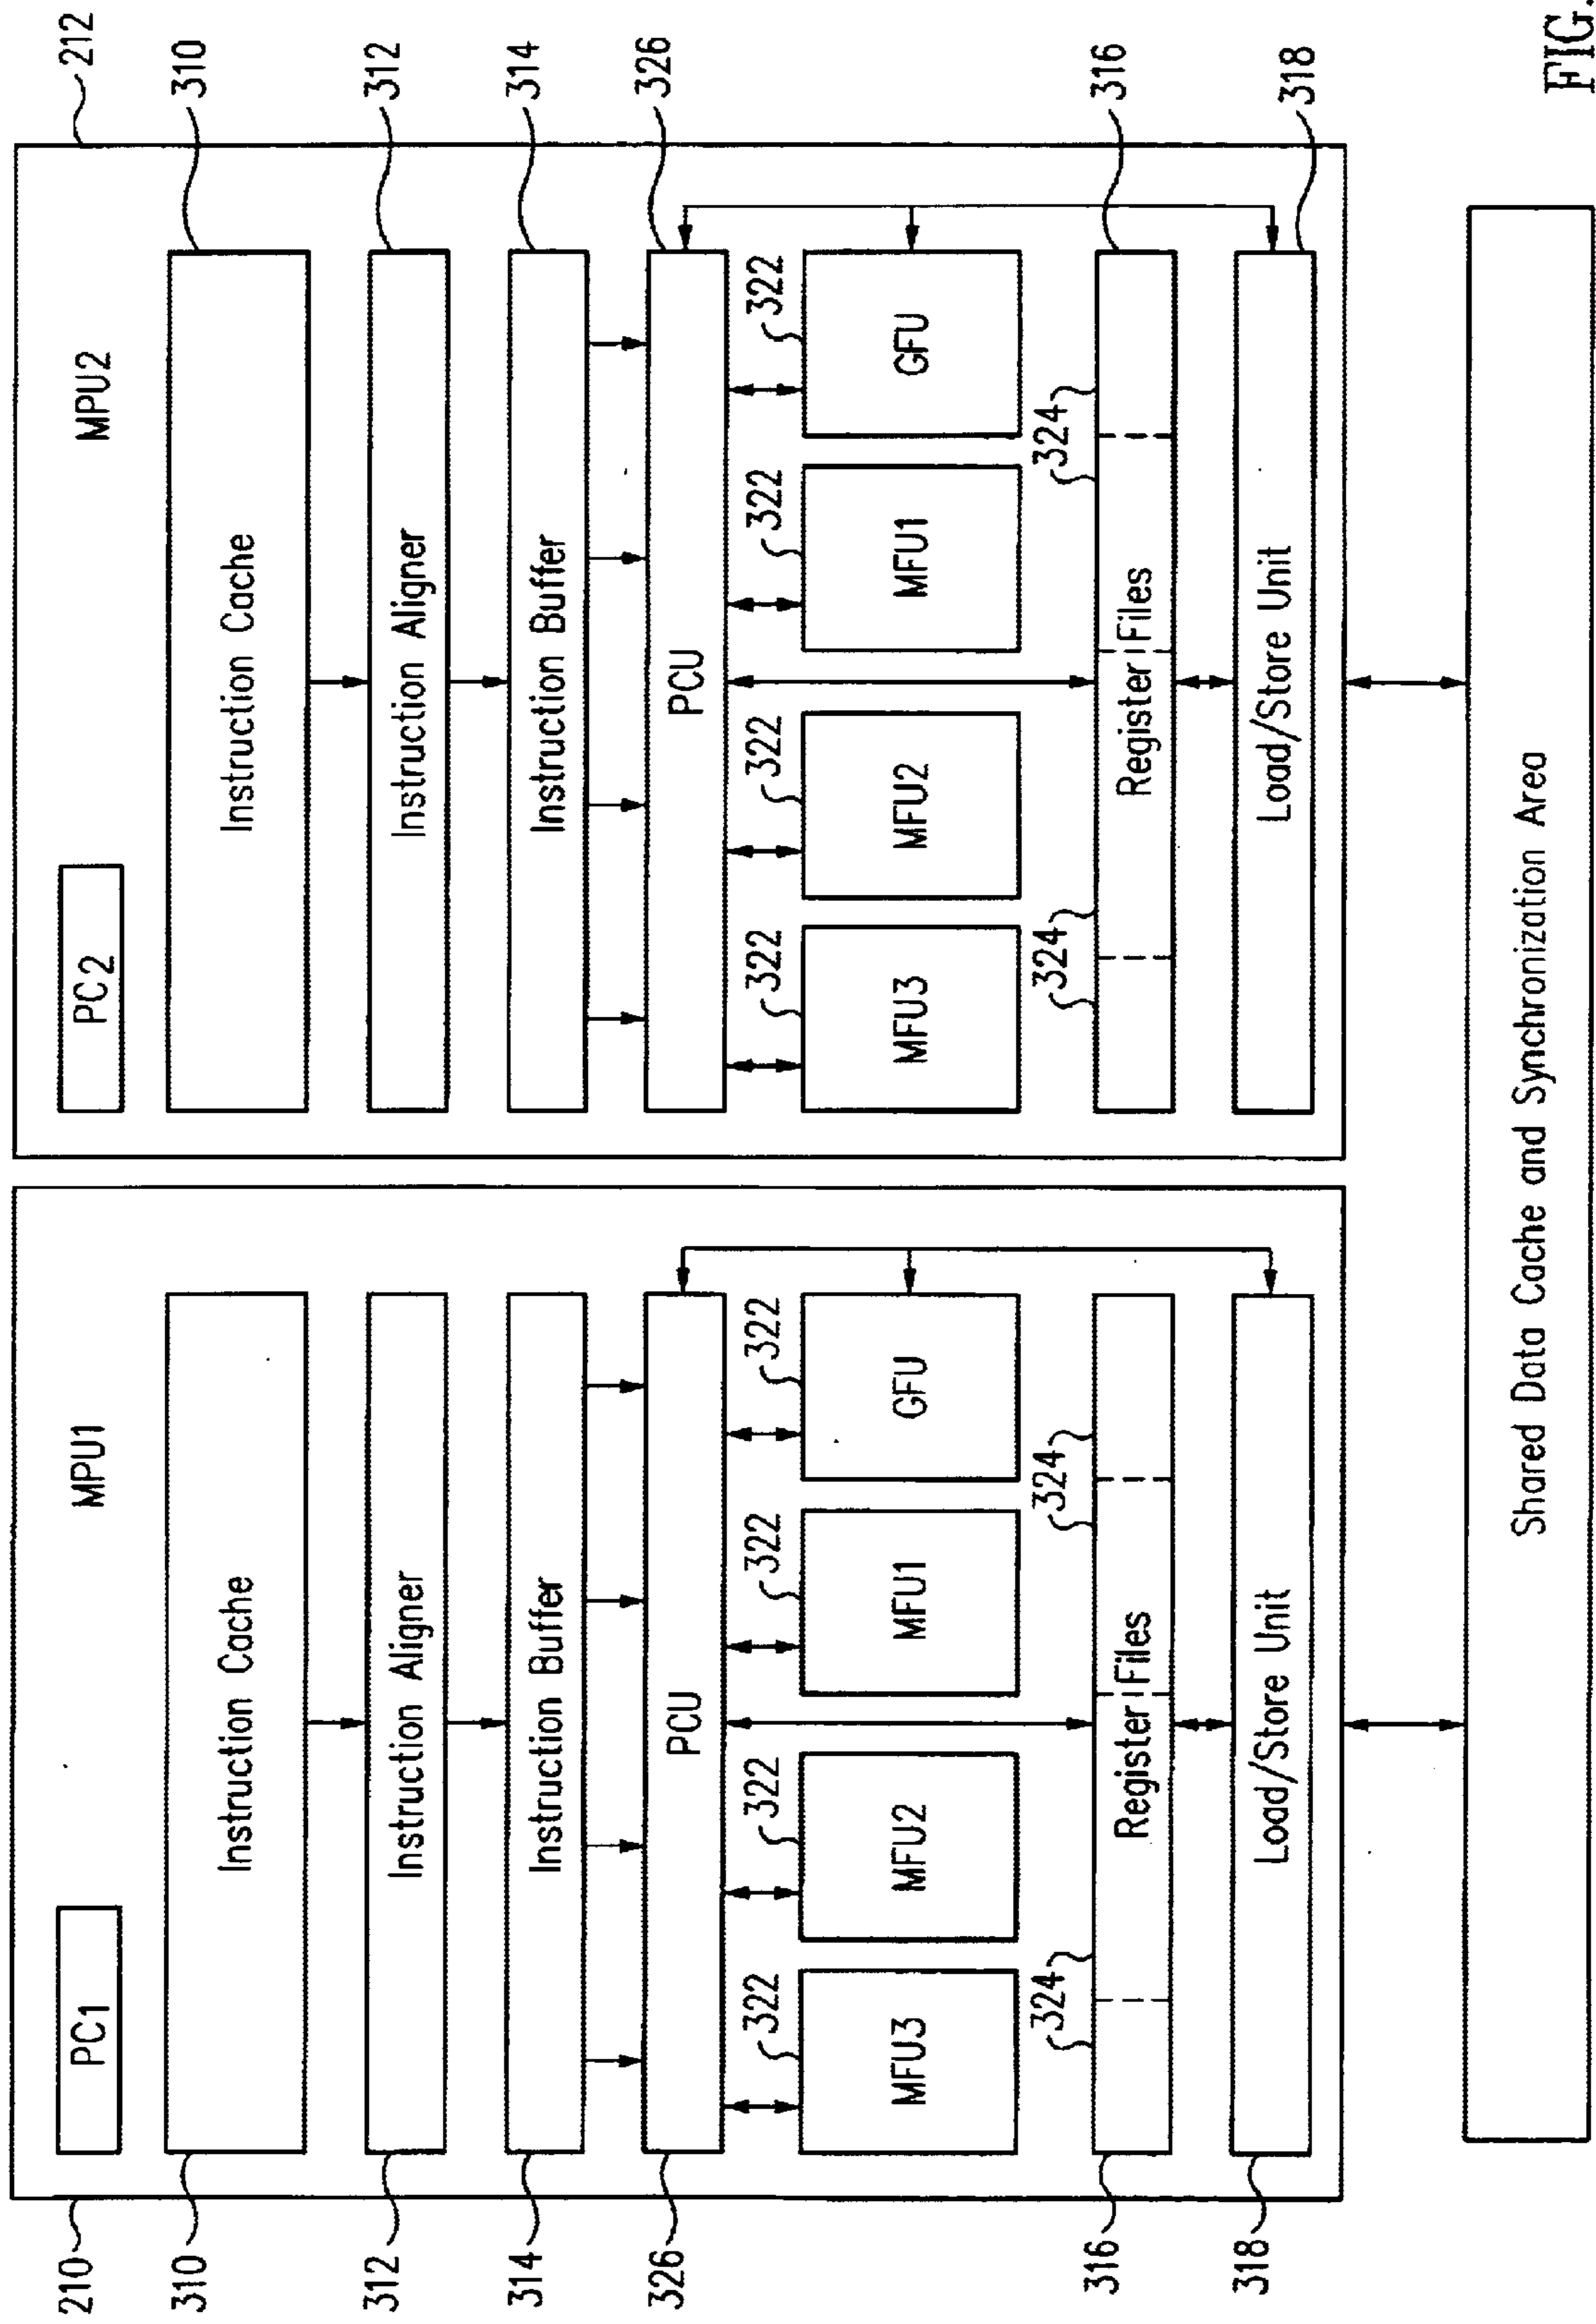 210
PC1
MPU1
310
Instruction Cache
312
Instruction Aligner
314
Instruction Buffer
326
PCU
322
322
322
322
MFU3
MFU2
MFU1
GFU
324
324
316
Register Files
318
Load/Store Unit
212
PC2
MPU2
310
Instruction Cache
312
Instruction Aligner
314
Instruction Buffer
326
PCU
322
322
322
322
MFU3
MFU2
MFU1
GFU
324
324
316
Register Files
318
Load/Store Unit
Shared Data Cache and Synchronization Area
FIG.